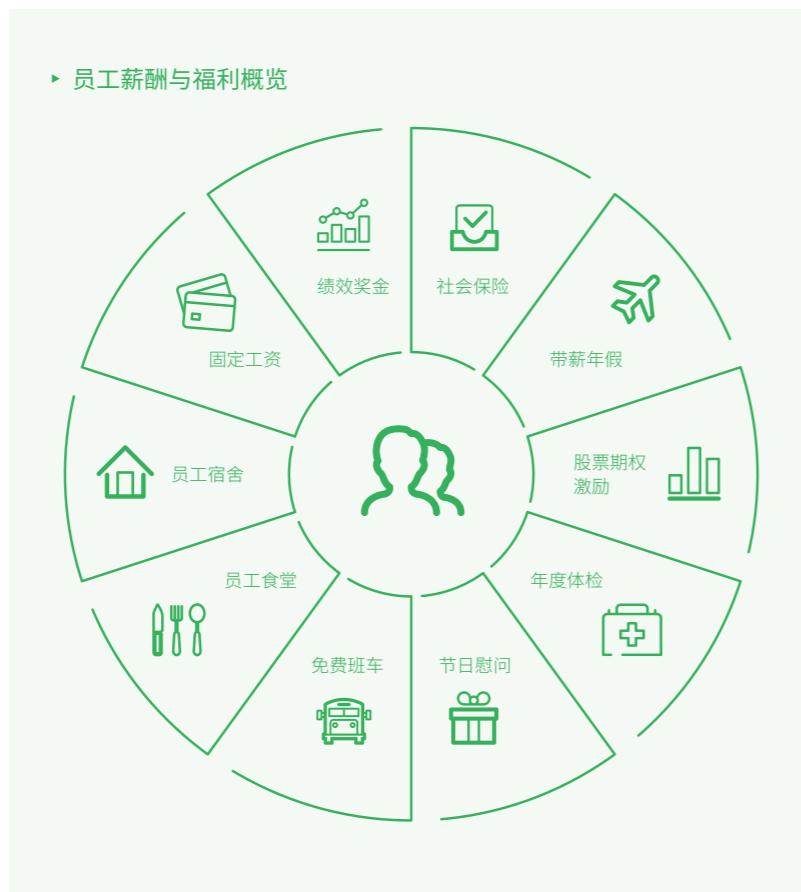 员工薪酬与福利概览
绩效奖金
社会保险
固定工资
带薪年假
员工宿舍
股票期权
激励
员工食堂
年度体检
免费班车
节日慰问